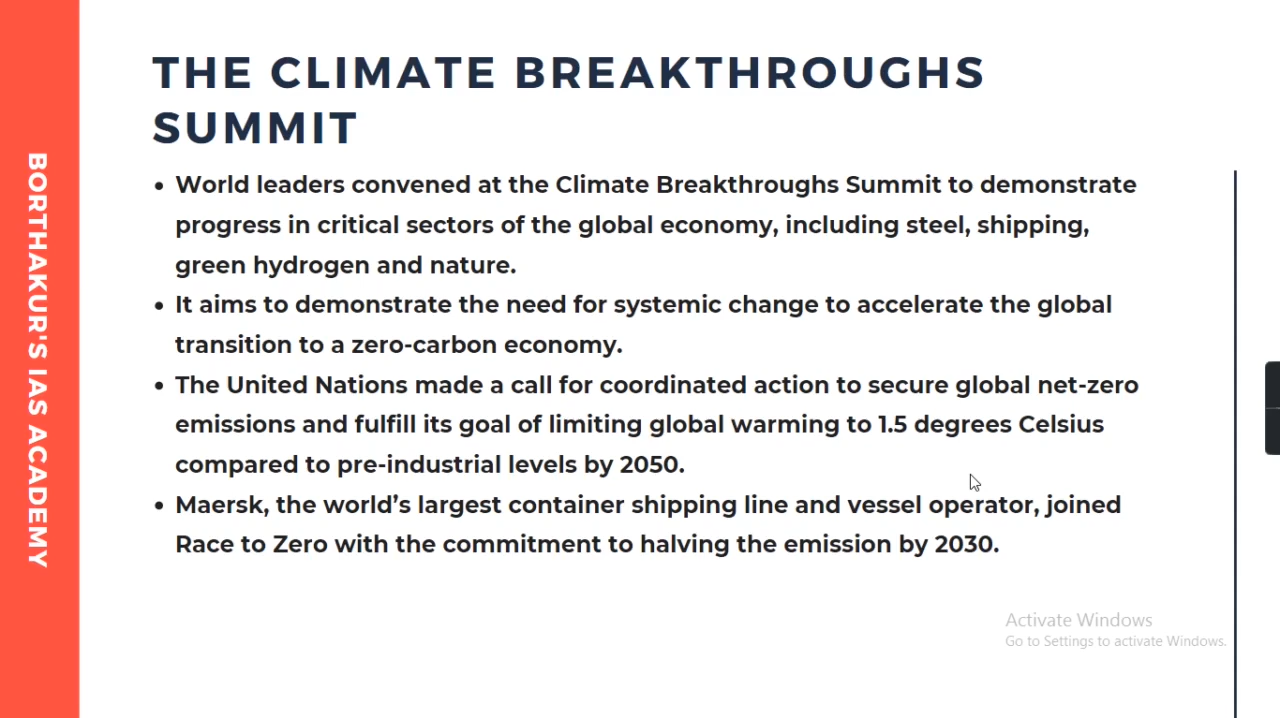 THE CLIMATE BREAKTHROUGHS
SUMMIT
BORTHAKUR'S IAS ACADEMY
• World leaders convened at the Climate Breakthroughs Summit to demonstrate
progress in critical sectors of the global economy, including steel, shipping,
green hydrogen and nature.
• It aims to demonstrate the need for systemic change to accelerate the global
transition to a zero-carbon economy.
• The United Nations made a call for coordinated action to secure global net-zero
emissions and fulfill its goal of limiting global warming to 1.5 degrees Celsius
compared to pre-industrial levels by 2050.
• Maersk, the world’s largest container shipping line and vessel operator, joined
Race to Zero with the commitment to halving the emission by 2030.
Activate Windows
Go to Settings to activate Windows.